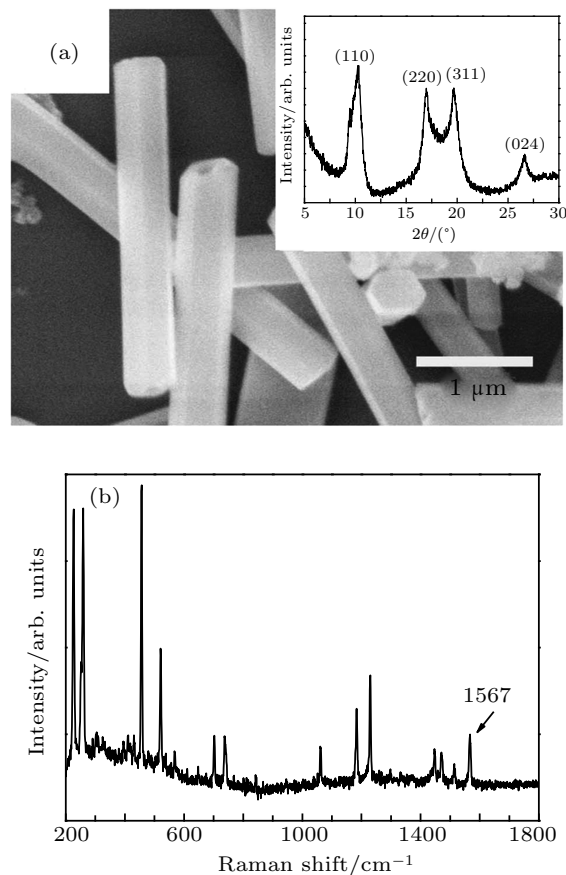 (a)
Intensity/arb. units
(110)
(220)
(311)
(024)
5
10
15
20
25
30
2θ/(°)
1 μm
(b)
Intensity/arb. units
1567
200
600
1000
1400
1800
Raman shift/cm⁻¹